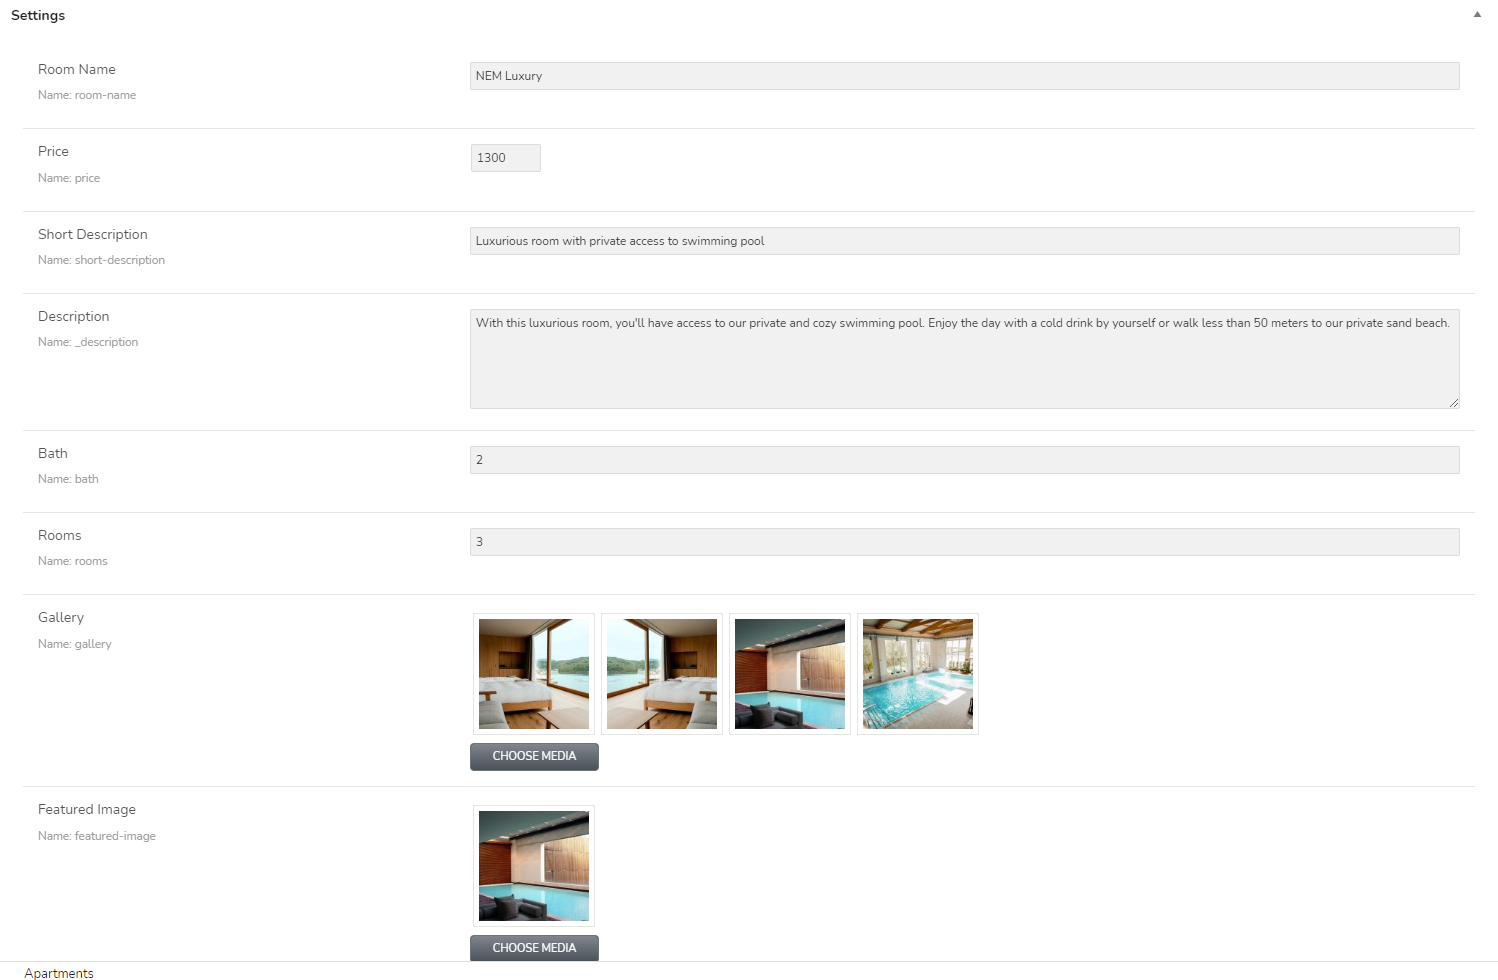 Settings
Room Name
Name: room-name
NEM Luxury
Price
Name: price
1300
Short Description
Name: short-description
Luxurious room with private access to swimming pool
Description
Name: _description
With this luxurious room, you'll have access to our private and cozy swimming pool. Enjoy the day with a cold drink by yourself or walk less than 50 meters to our private sand beach.
Bath
Name: bath
2
Rooms
Name: rooms
3
Gallery
Name: gallery
CHOOSE MEDIA
Featured Image
Name: featured-image
CHOOSE MEDIA
Apartments